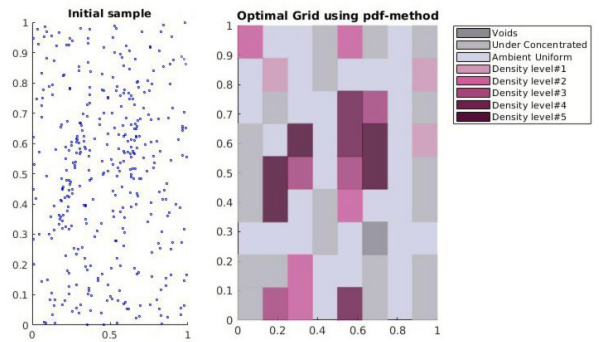 Initial sample
Optimal Grid using pdf-method
1
0.9
0.8
0.7
0.6
0.5
0.4
0.3
0.2
0.1
0
0 0.5 1
1
0.9
0.8
0.7
0.6
0.5
0.4
0.3
0.2
0.1
0
0 0.2 0.4 0.6 0.8 1
Voids
Under Concentrated
Ambient Uniform
Density level#1
Density level#2
Density level#3
Density level#4
Density level#5